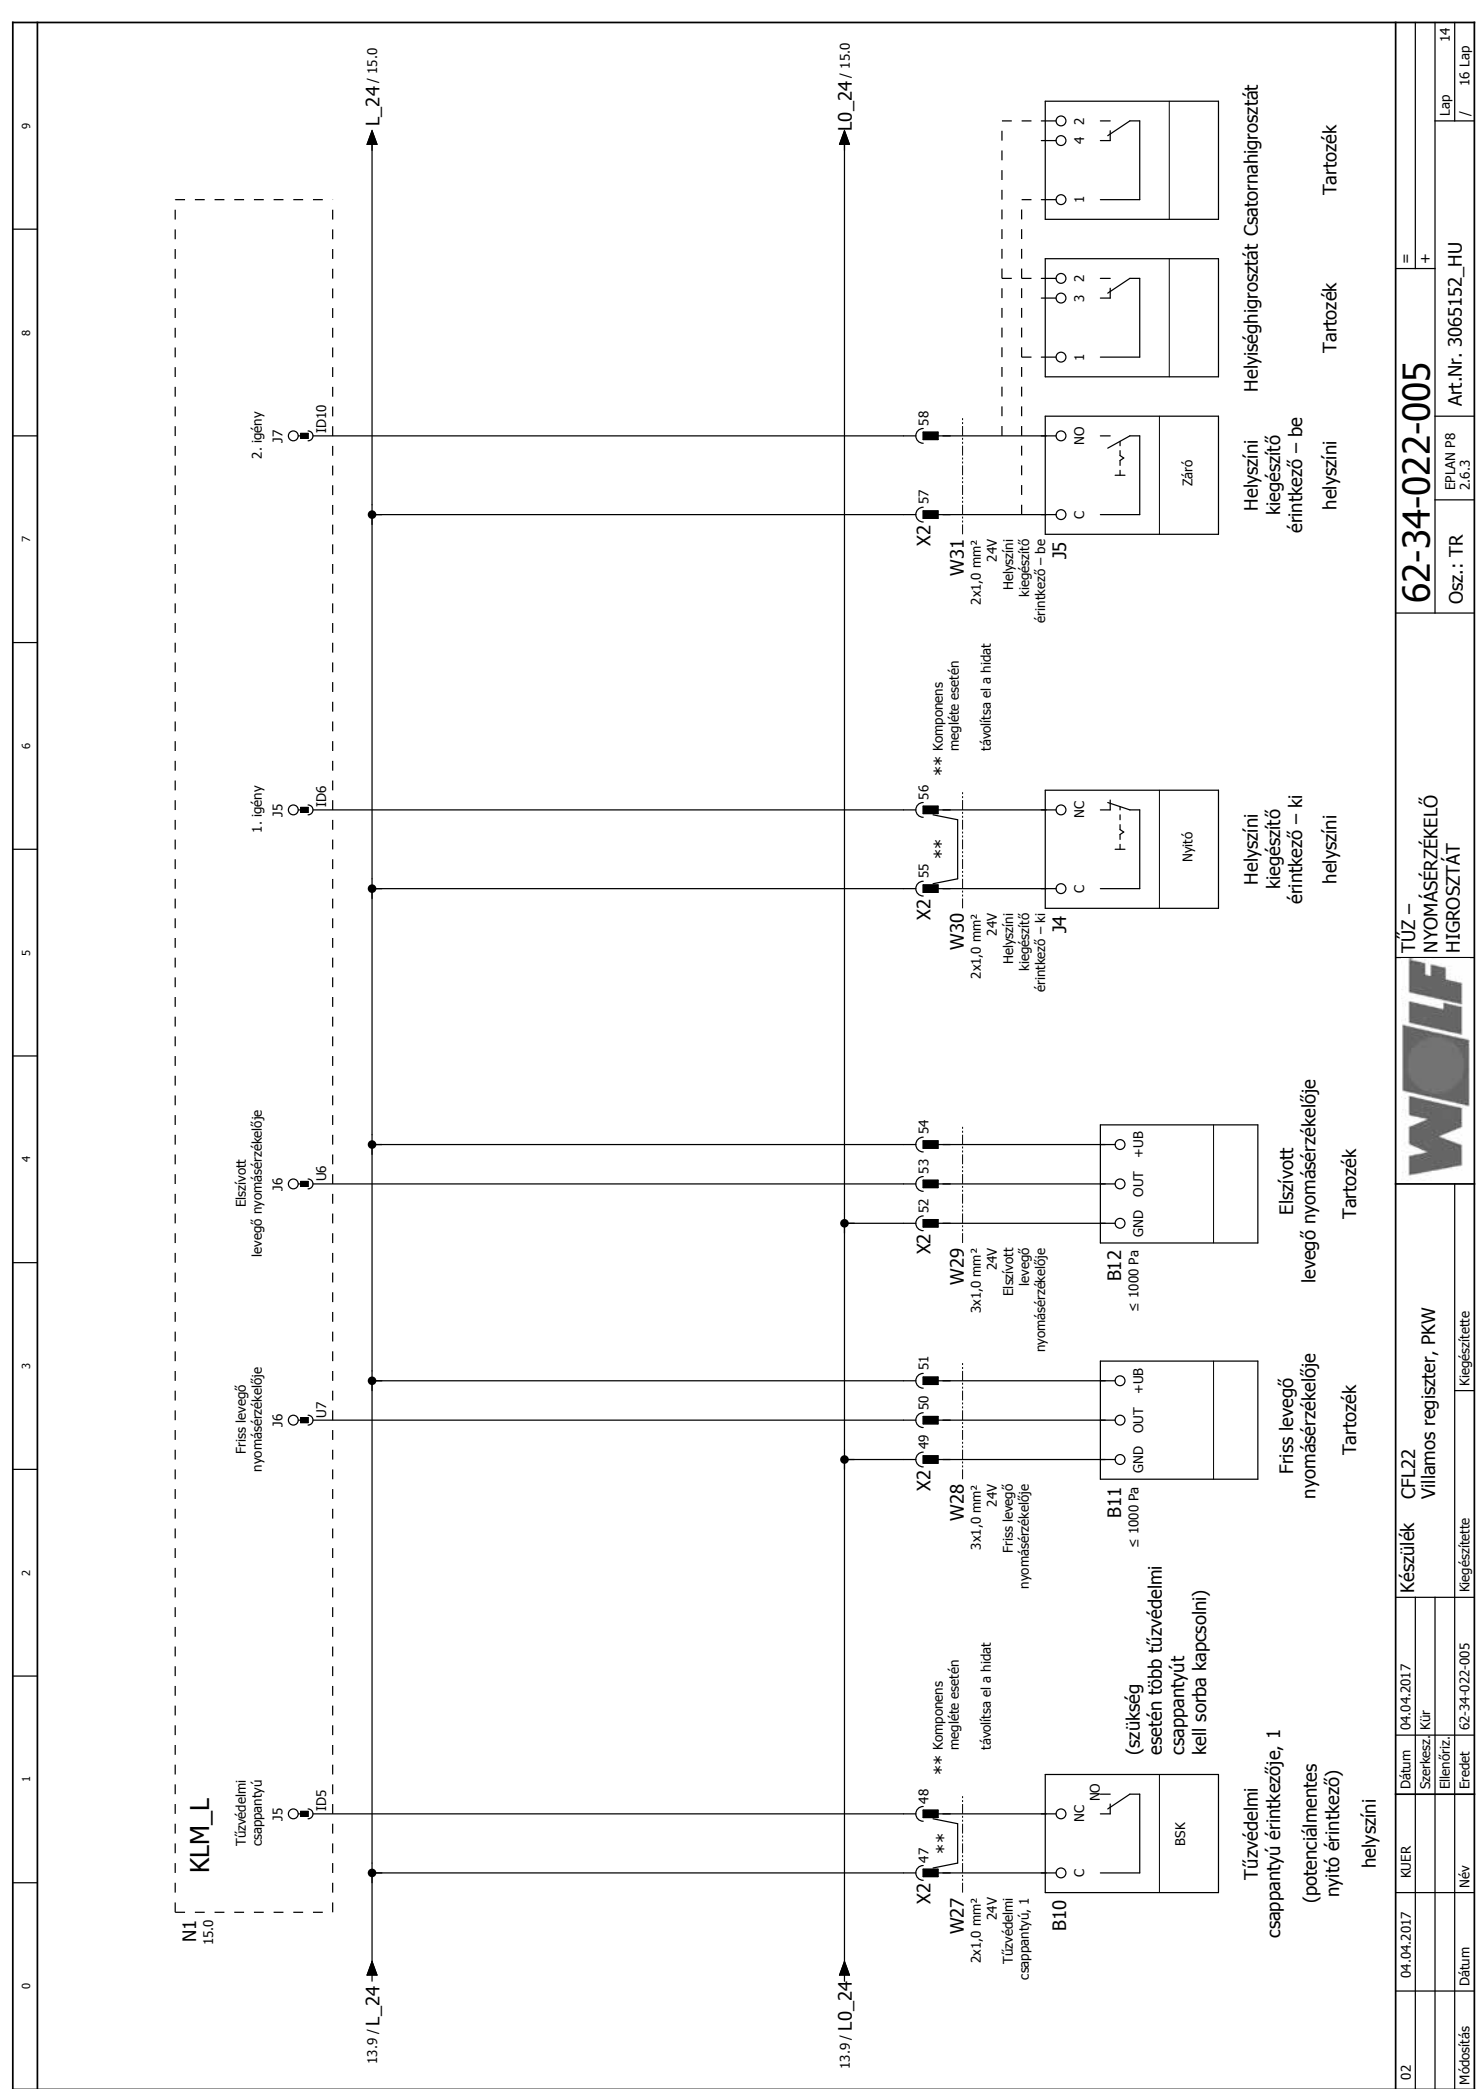 0 1 2 3 4 5 6 7 8 9
N1
15.0
KLM_L
Tűzvédelmi
csappantyú
J5
ID5
Friss levegő
nyomásérzékelője
J6
U7
Elszívott
levegő nyomásérzékelője
J6
U6
1. igény
J5
ID6
2. igény
J7
ID10
13.9 / L_24
L_24 / 15.0
13.9 / L0_24
L0_24 / 15.0
X2 47 48
**
W27
2x1,0 mm²
24V
Tűzvédelmi
csappantyú, 1
** Komponens
megléte esetén
távolítsa el a hidat
B10
C NC NO
BSK
(szükség
esetén több tűzvédelmi
csappantyút
kell sorba kapcsolni)
Tűzvédelmi
csappantyú érintkezője, 1
(potenciálmentes
nyitó érintkező)
helyszíni
X2 49 50 51
W28
3x1,0 mm²
24V
Friss levegő
nyomásérzékelője
B11
≤ 1000 Pa
GND OUT +UB
Friss levegő
nyomásérzékelője
Tartozék
X2 52 53 54
W29
3x1,0 mm²
24V
Elszívott
levegő
nyomásérzékelője
B12
≤ 1000 Pa
GND OUT +UB
Elszívott
levegő nyomásérzékelője
Tartozék
X2 55 56
**
W30
2x1,0 mm²
24V
Helyszíni
kiegészítő
érintkező – ki
** Komponens
megléte esetén
távolítsa el a hidat
J4
C NC
Nyitó
Helyszíni
kiegészítő
érintkező – ki
helyszíni
X2 57 58
W31
2x1,0 mm²
24V
Helyszíni
kiegészítő
érintkező – be
J5
C NO
Záró
Helyszíni
kiegészítő
érintkező – be
helyszíni
1 3 2
Helyiséghigrosztát
Tartozék
1 4 2
Csatornahigrosztát
Tartozék
02
Módosítás
04.04.2017
Dátum
KUER
Név
Dátum 04.04.2017
Szerkesz. Kür
Ellenőriz.
Eredet 62-34-022-005
Készülék CFL22
Villamos regiszter, PKW
Kiegészítette
Kiegészítette
WOLF
TŰZ –
NYOMÁSÉRZÉKELŐ
HIGROSZTÁT
62-34-022-005
=
+
Osz.: TR
EPLAN P8
2.6.3
Art.Nr. 3065152_HU
Lap 14
/ 16 Lap